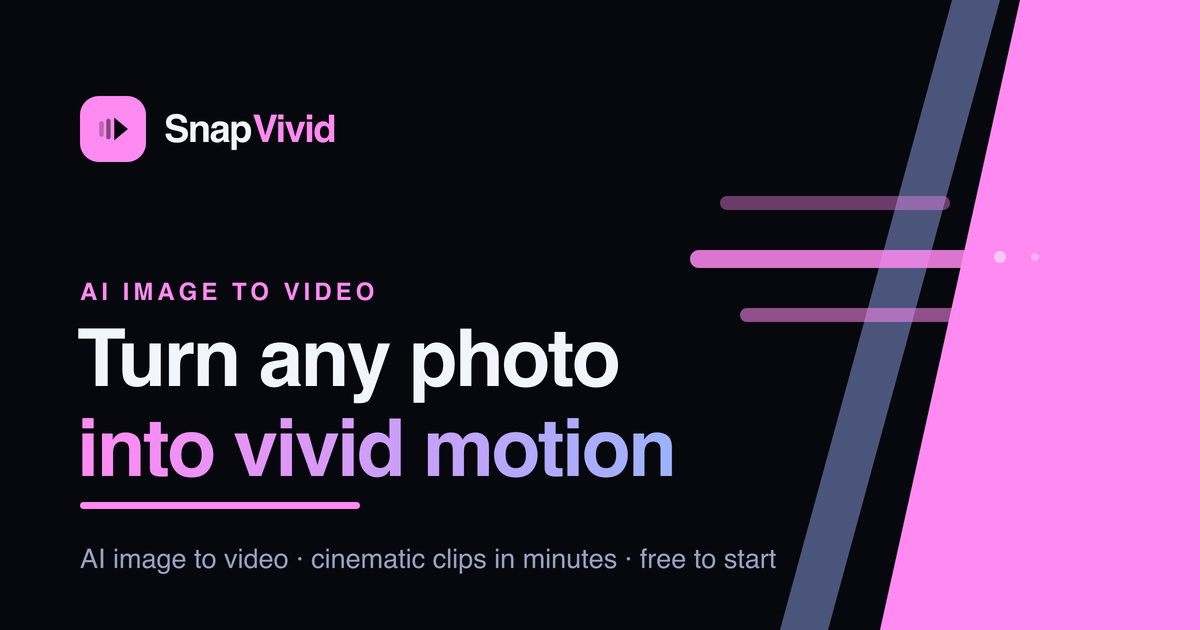 SnapVivid
AI IMAGE TO VIDEO
Turn any photo
into vivid motion
AI image to video · cinematic clips in minutes · free to start